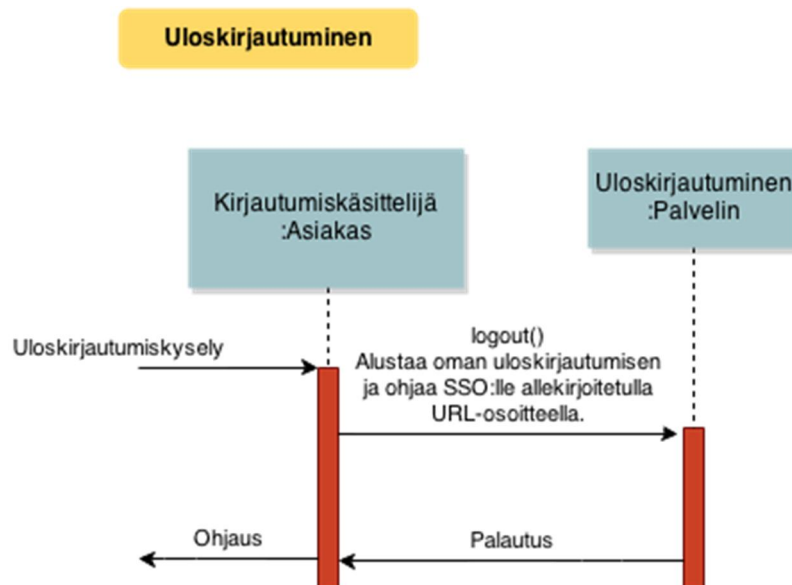 Uloskirjautuminen
Kirjautumiskäsittelijä
:Asiakas
Uloskirjautuminen
:Palvelin
Uloskirjautumiskysely
logout()
Alustaa oman uloskirjautumisen
ja ohjaa SSO:lle allekirjoitetulla
URL-osoitteella.
Ohjaus
Palautus